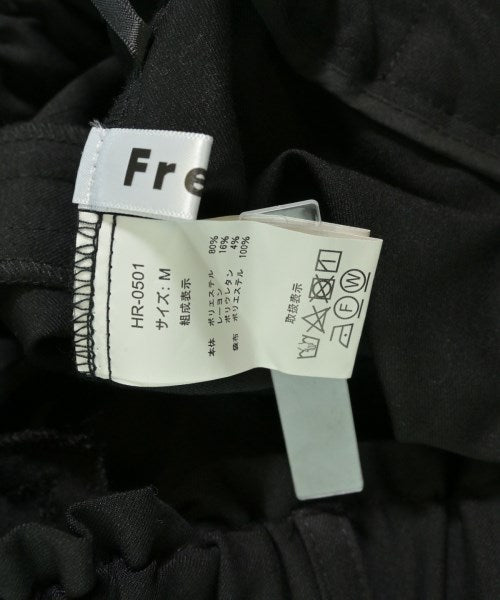 Fre
HR-0501
サイズ: M
組成表示
本体 ポリエステル 80%
レーヨン 16%
ポリウレタン 4%
袋布 ポリエステル 100%
取扱表示
F W